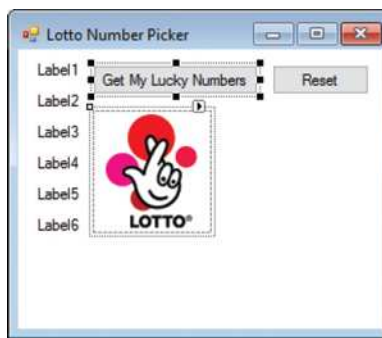 Lotto Number Picker
Label1
Get My Lucky Numbers
Reset
Label2
Label3
Label4
Label5
Label6
LOTTO®